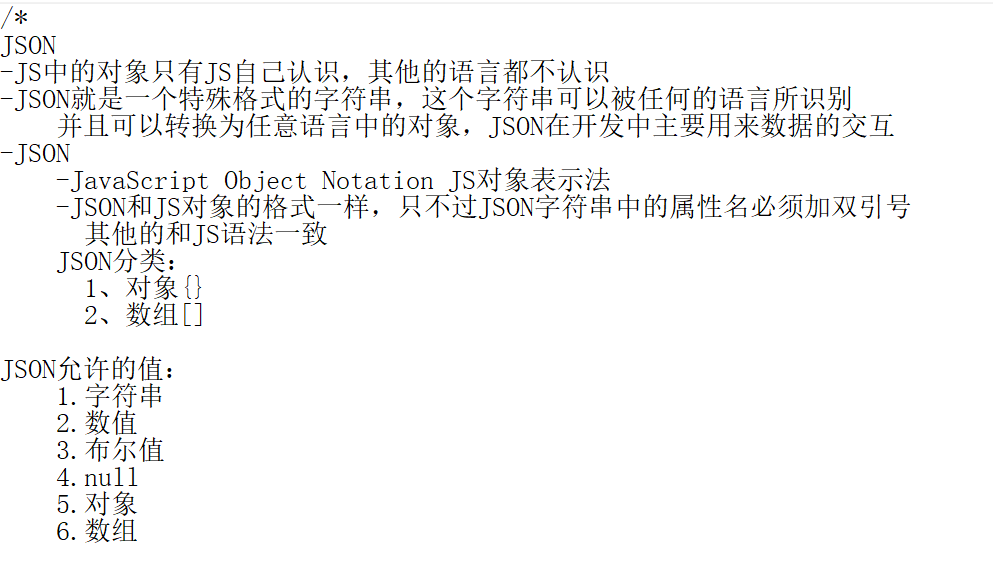 /*
JSON
-JS中的对象只有JS自己认识，其他的语言都不认识
-JSON就是一个特殊格式的字符串，这个字符串可以被任何的语言所识别
并且可以转换为任意语言中的对象，JSON在开发中主要用来数据的交互
-JSON
-JavaScript Object Notation JS对象表示法
-JSON和JS对象的格式一样，只不过JSON字符串中的属性名必须加双引号
其他的和JS语法一致
JSON分类：
1、对象{}
2、数组[]
JSON允许的值：
1.字符串
2.数值
3.布尔值
4.null
5.对象
6.数组